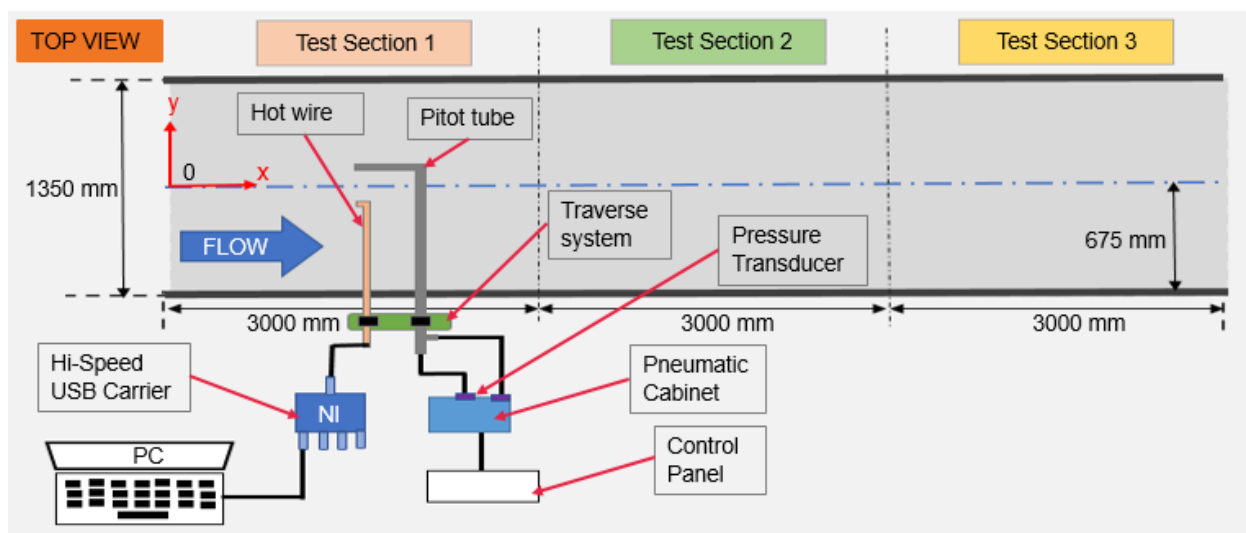 TOP VIEW
Test Section 1
Test Section 2
Test Section 3
Hot wire
Pitot tube
y
0
x
1350 mm
FLOW
Traverse
system
Pressure
Transducer
675 mm
3000 mm
3000 mm
3000 mm
Hi-Speed
USB Carrier
NI
Pneumatic
Cabinet
PC
Control
Panel